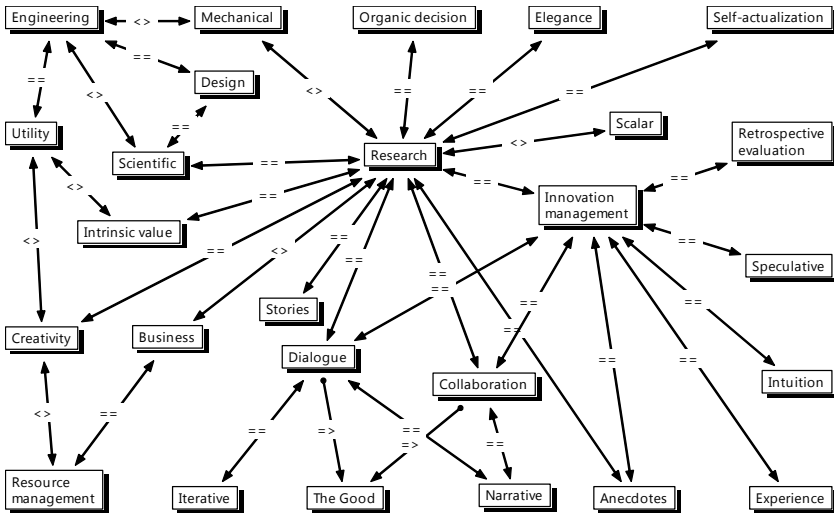 Engineering
<>
Mechanical
Organic decision
Elegance
Self-actualization
==
==
Design
<>
<>
==
==
==
Utility
==
Scientific
==
Research
<>
Scalar
Retrospective
evaluation
<>
Intrinsic value
==
==
Innovation
management
==
<>
==
<>
==
==
==
Speculative
==
==
Stories
==
==
==
Creativity
Business
Dialogue
==
==
==
Collaboration
Intuition
<>
==
==
=>
==
=>
==
Resource
management
Iterative
The Good
Narrative
Anecdotes
Experience